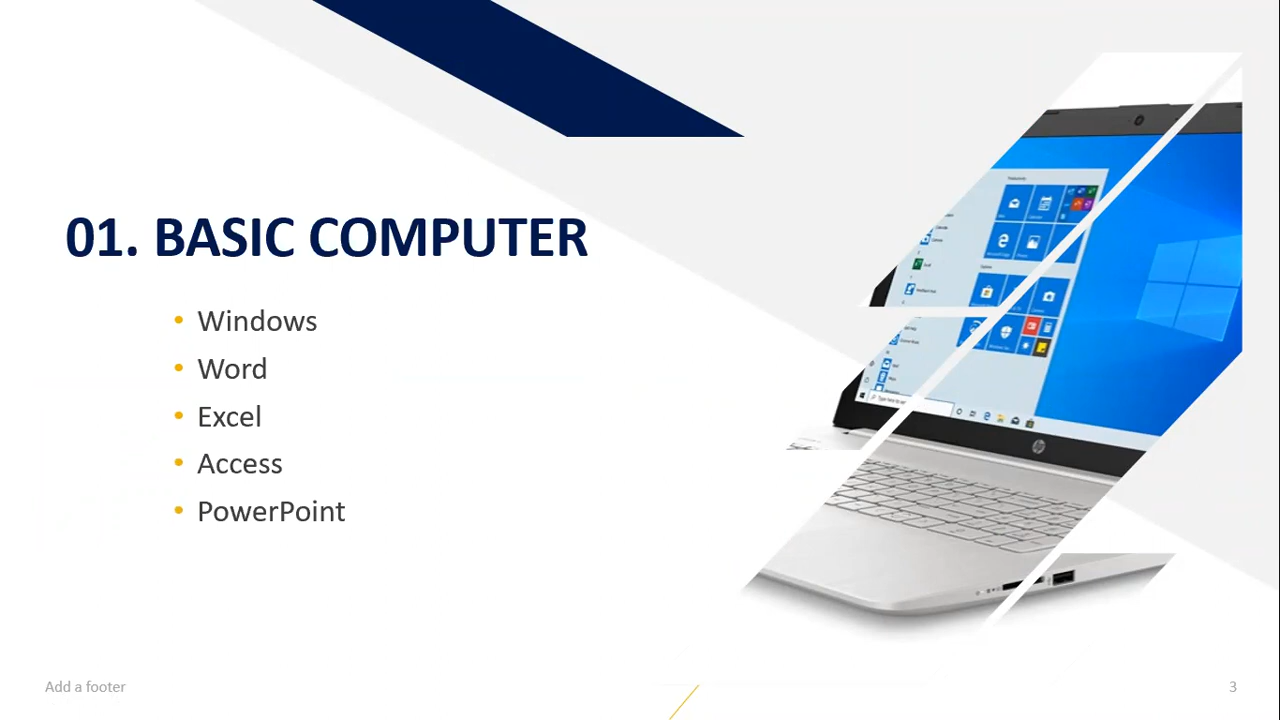 01. BASIC COMPUTER
• Windows
• Word
• Excel
• Access
• PowerPoint
Add a footer
3